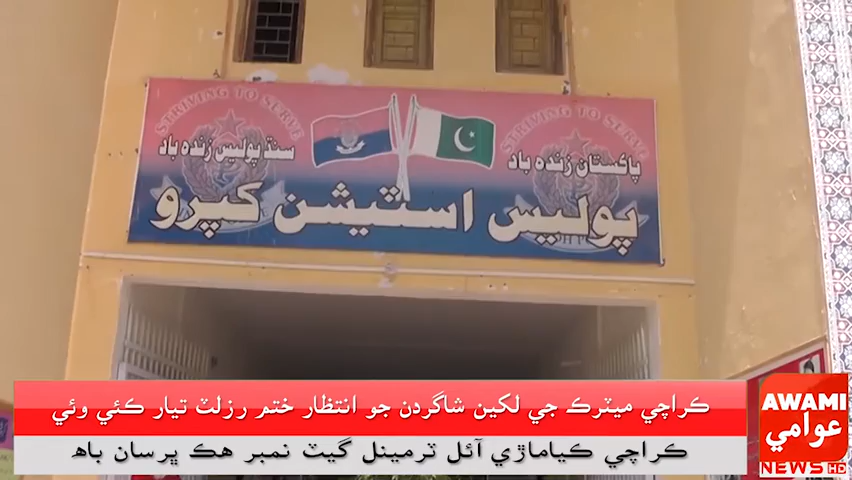 STRIVING TO SERVE
STRIVING TO SERVE
پاڪستان زنده باد
سنڌ پوليس زنده باد
پوليس اسٽيشن کپرو
ڪراچي ميٽرڪ جي لکين شاگردن جو انتظار ختم رزلٽ تيار ڪئي وئي
ڪراچي ڪياماڙي آئل ٽرمينل گيٽ نمبر هڪ ڀرسان باهه
AWAMI
عوامي
NEWS HD